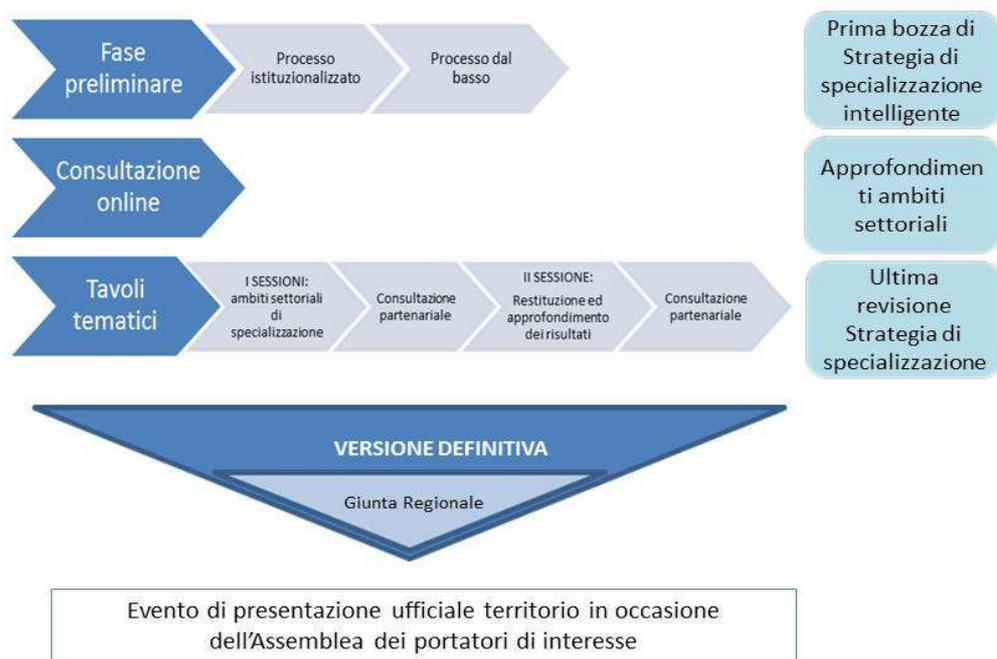 Fase
preliminare
Processo
istituzionalizzato
Processo dal
basso
Prima bozza di
Strategia di
specializzazione
intelligente
Consultazione
online
Approfondimen
ti ambiti
settoriali
Tavoli
tematici
I SESSIONI:
ambiti settoriali
di
specializzazione
Consultazione
partenariale
II SESSIONE:
Restituzione ed
approfondimento
dei risultati
Consultazione
partenariale
Ultima
revisione
Strategia di
specializzazione
VERSIONE DEFINITIVA
Giunta Regionale
Evento di presentazione ufficiale territorio in occasione
dell’Assemblea dei portatori di interesse